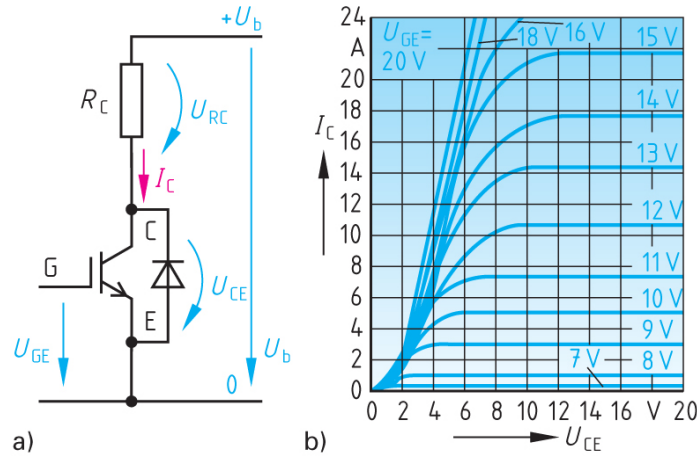 +U_b
R_C
U_RC
I_C
C
G
U_CE
E
U_GE
U_b
0
a)
24
A
20
18
16
14
12
10
8
6
4
2
0
I_C
U_GE=
20 V
18 V
16 V
15 V
14 V
13 V
12 V
11 V
10 V
9 V
7 V
8 V
0 2 4 6 8 10 12 14 16 V 20
U_CE
b)